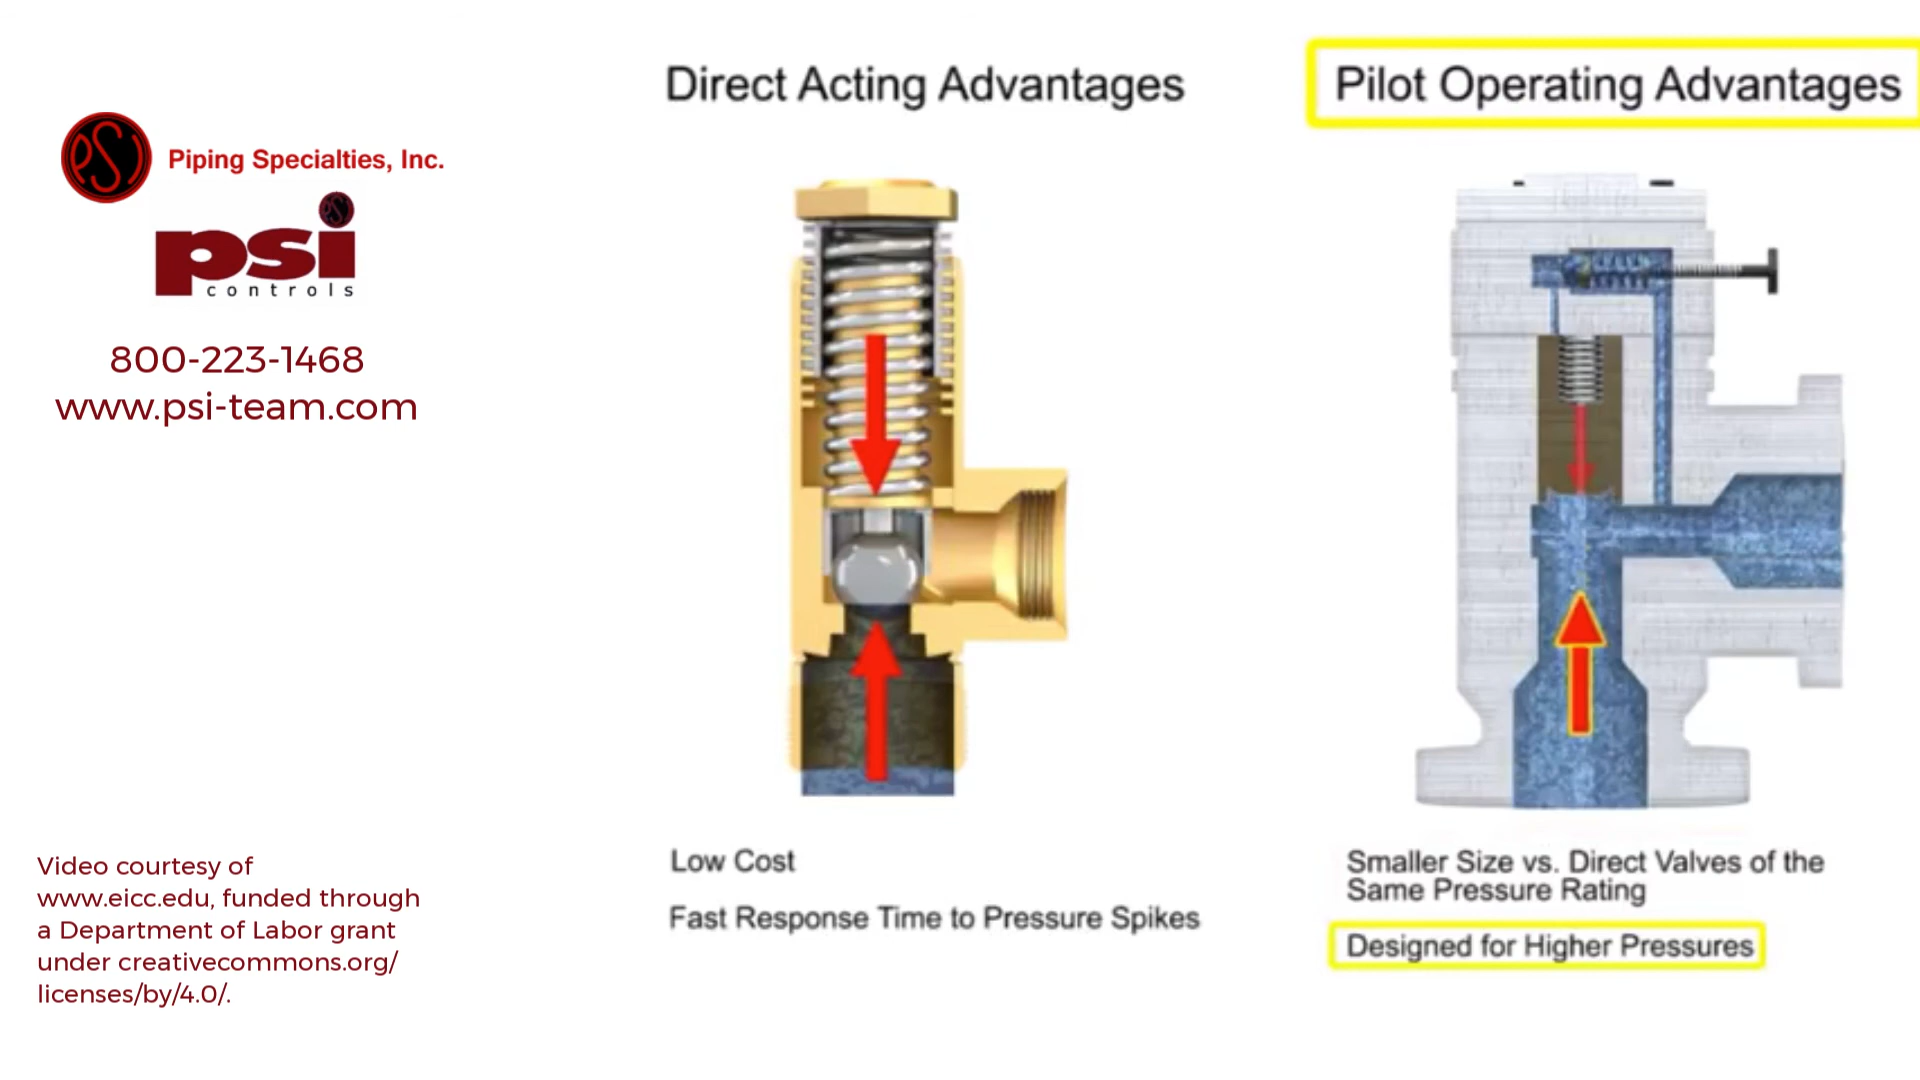 Direct Acting Advantages
Pilot Operating Advantages
PSI
Piping Specialties, Inc.
psi
controls
800-223-1468
www.psi-team.com
Low Cost
Fast Response Time to Pressure Spikes
Smaller Size vs. Direct Valves of the
Same Pressure Rating
Designed for Higher Pressures
Video courtesy of
www.eicc.edu, funded through
a Department of Labor grant
under creativecommons.org/
licenses/by/4.0/.